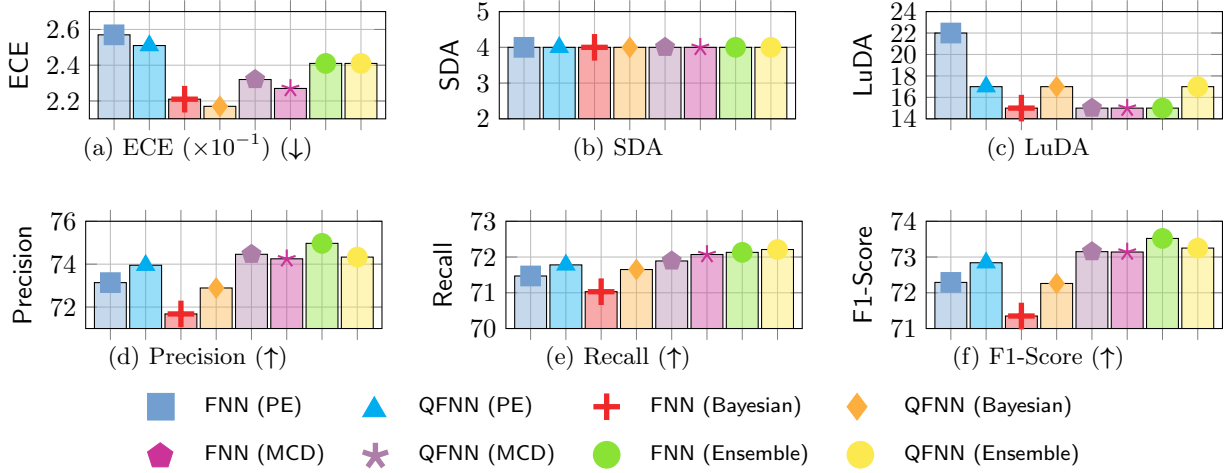 ECE
2.6
2.4
2.2
(a) ECE (×10⁻¹) (↓)
SDA
5
4
3
2
(b) SDA
LuDA
24
22
20
18
16
14
(c) LuDA
Precision
76
74
72
(d) Precision (↑)
Recall
73
72
71
70
(e) Recall (↑)
F1-Score
74
73
72
71
(f) F1-Score (↑)
FNN (PE) QFNN (PE) FNN (Bayesian) QFNN (Bayesian)
FNN (MCD) QFNN (MCD) FNN (Ensemble) QFNN (Ensemble)